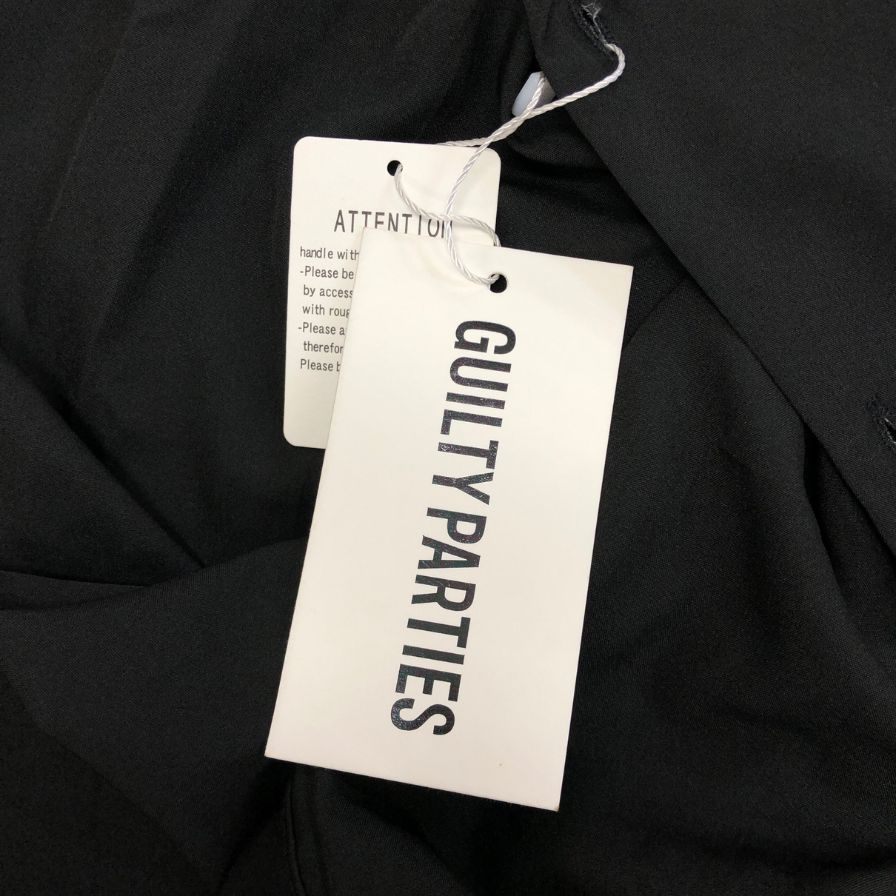 ATTENTION
handle with
-Please be
by access
with roug
-Please a
therefor
Please b
GUILTY PARTIES